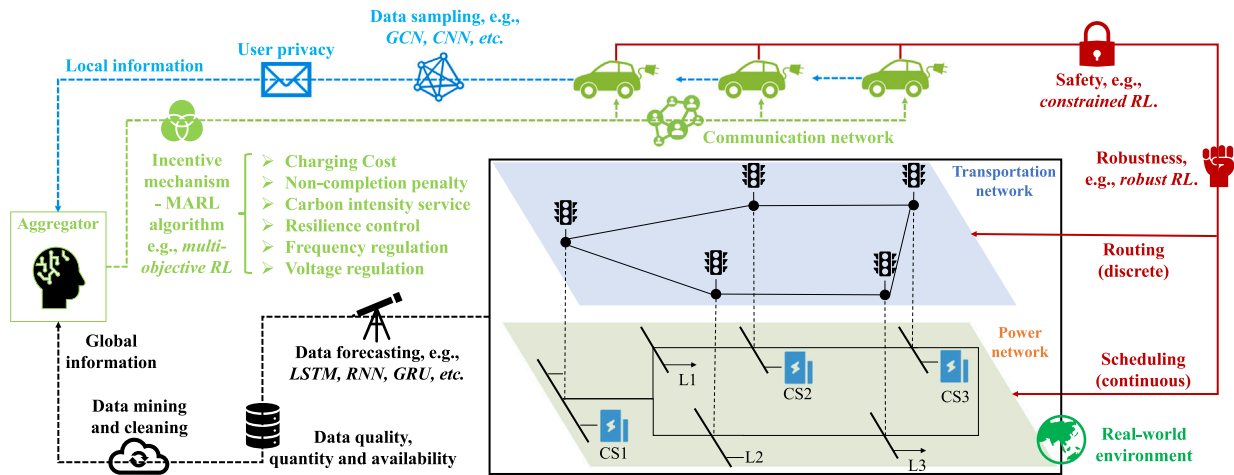 Data sampling, e.g.,
GCN, CNN, etc.
User privacy
Local information
Safety, e.g.,
constrained RL.
Communication network
Incentive
mechanism
- MARL
algorithm
e.g., multi-
objective RL
➢ Charging Cost
➢ Non-completion penalty
➢ Carbon intensity service
➢ Resilience control
➢ Frequency regulation
➢ Voltage regulation
Robustness,
e.g., robust RL.
Transportation
network
Aggregator
Routing
(discrete)
Global
information
Data forecasting, e.g.,
LSTM, RNN, GRU, etc.
Power
network
Scheduling
(continuous)
L1
CS2
CS3
CS1
L2
L3
Data mining
and cleaning
Data quality,
quantity and availability
Real-world
environment